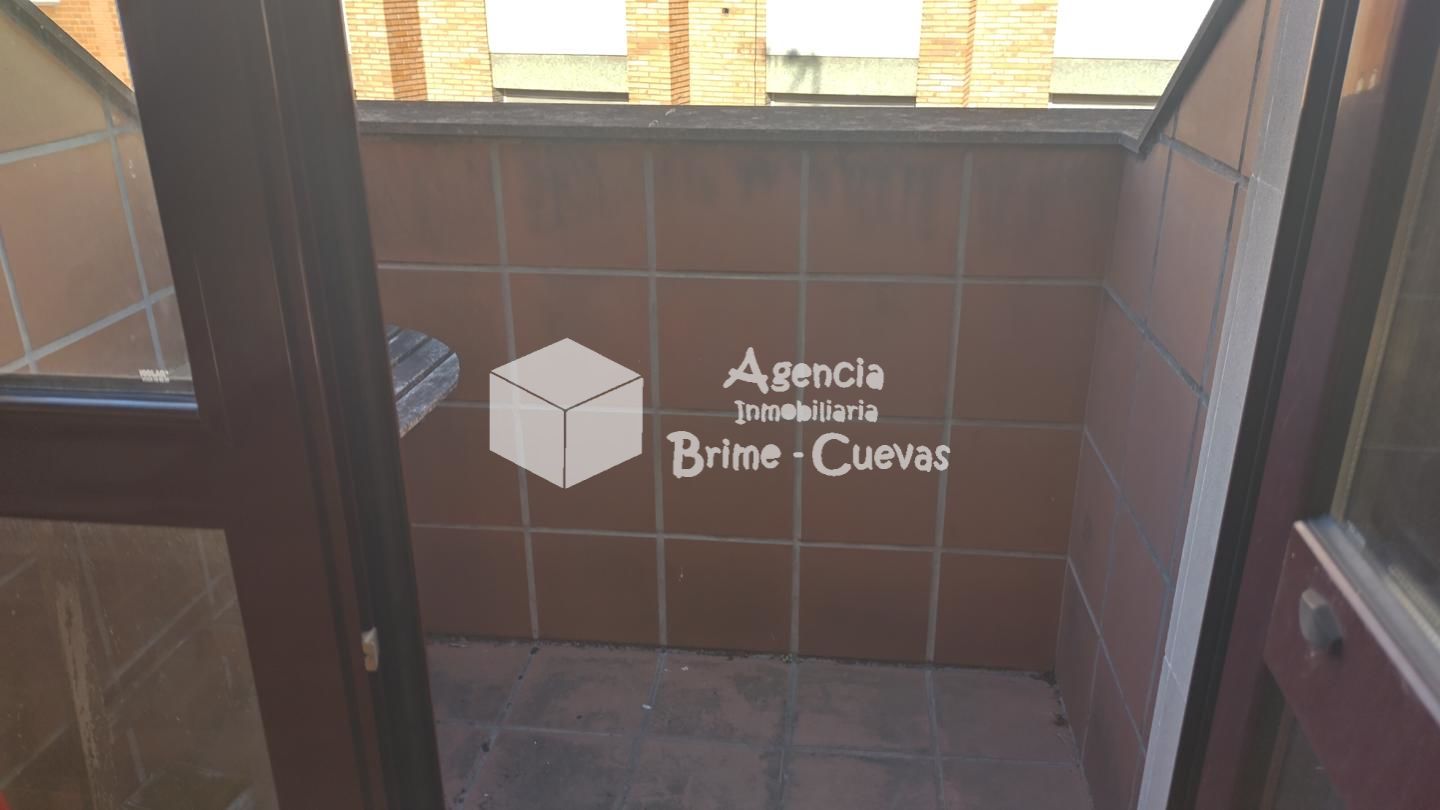 Agencia
Inmobiliaria
Brime - Cuevas